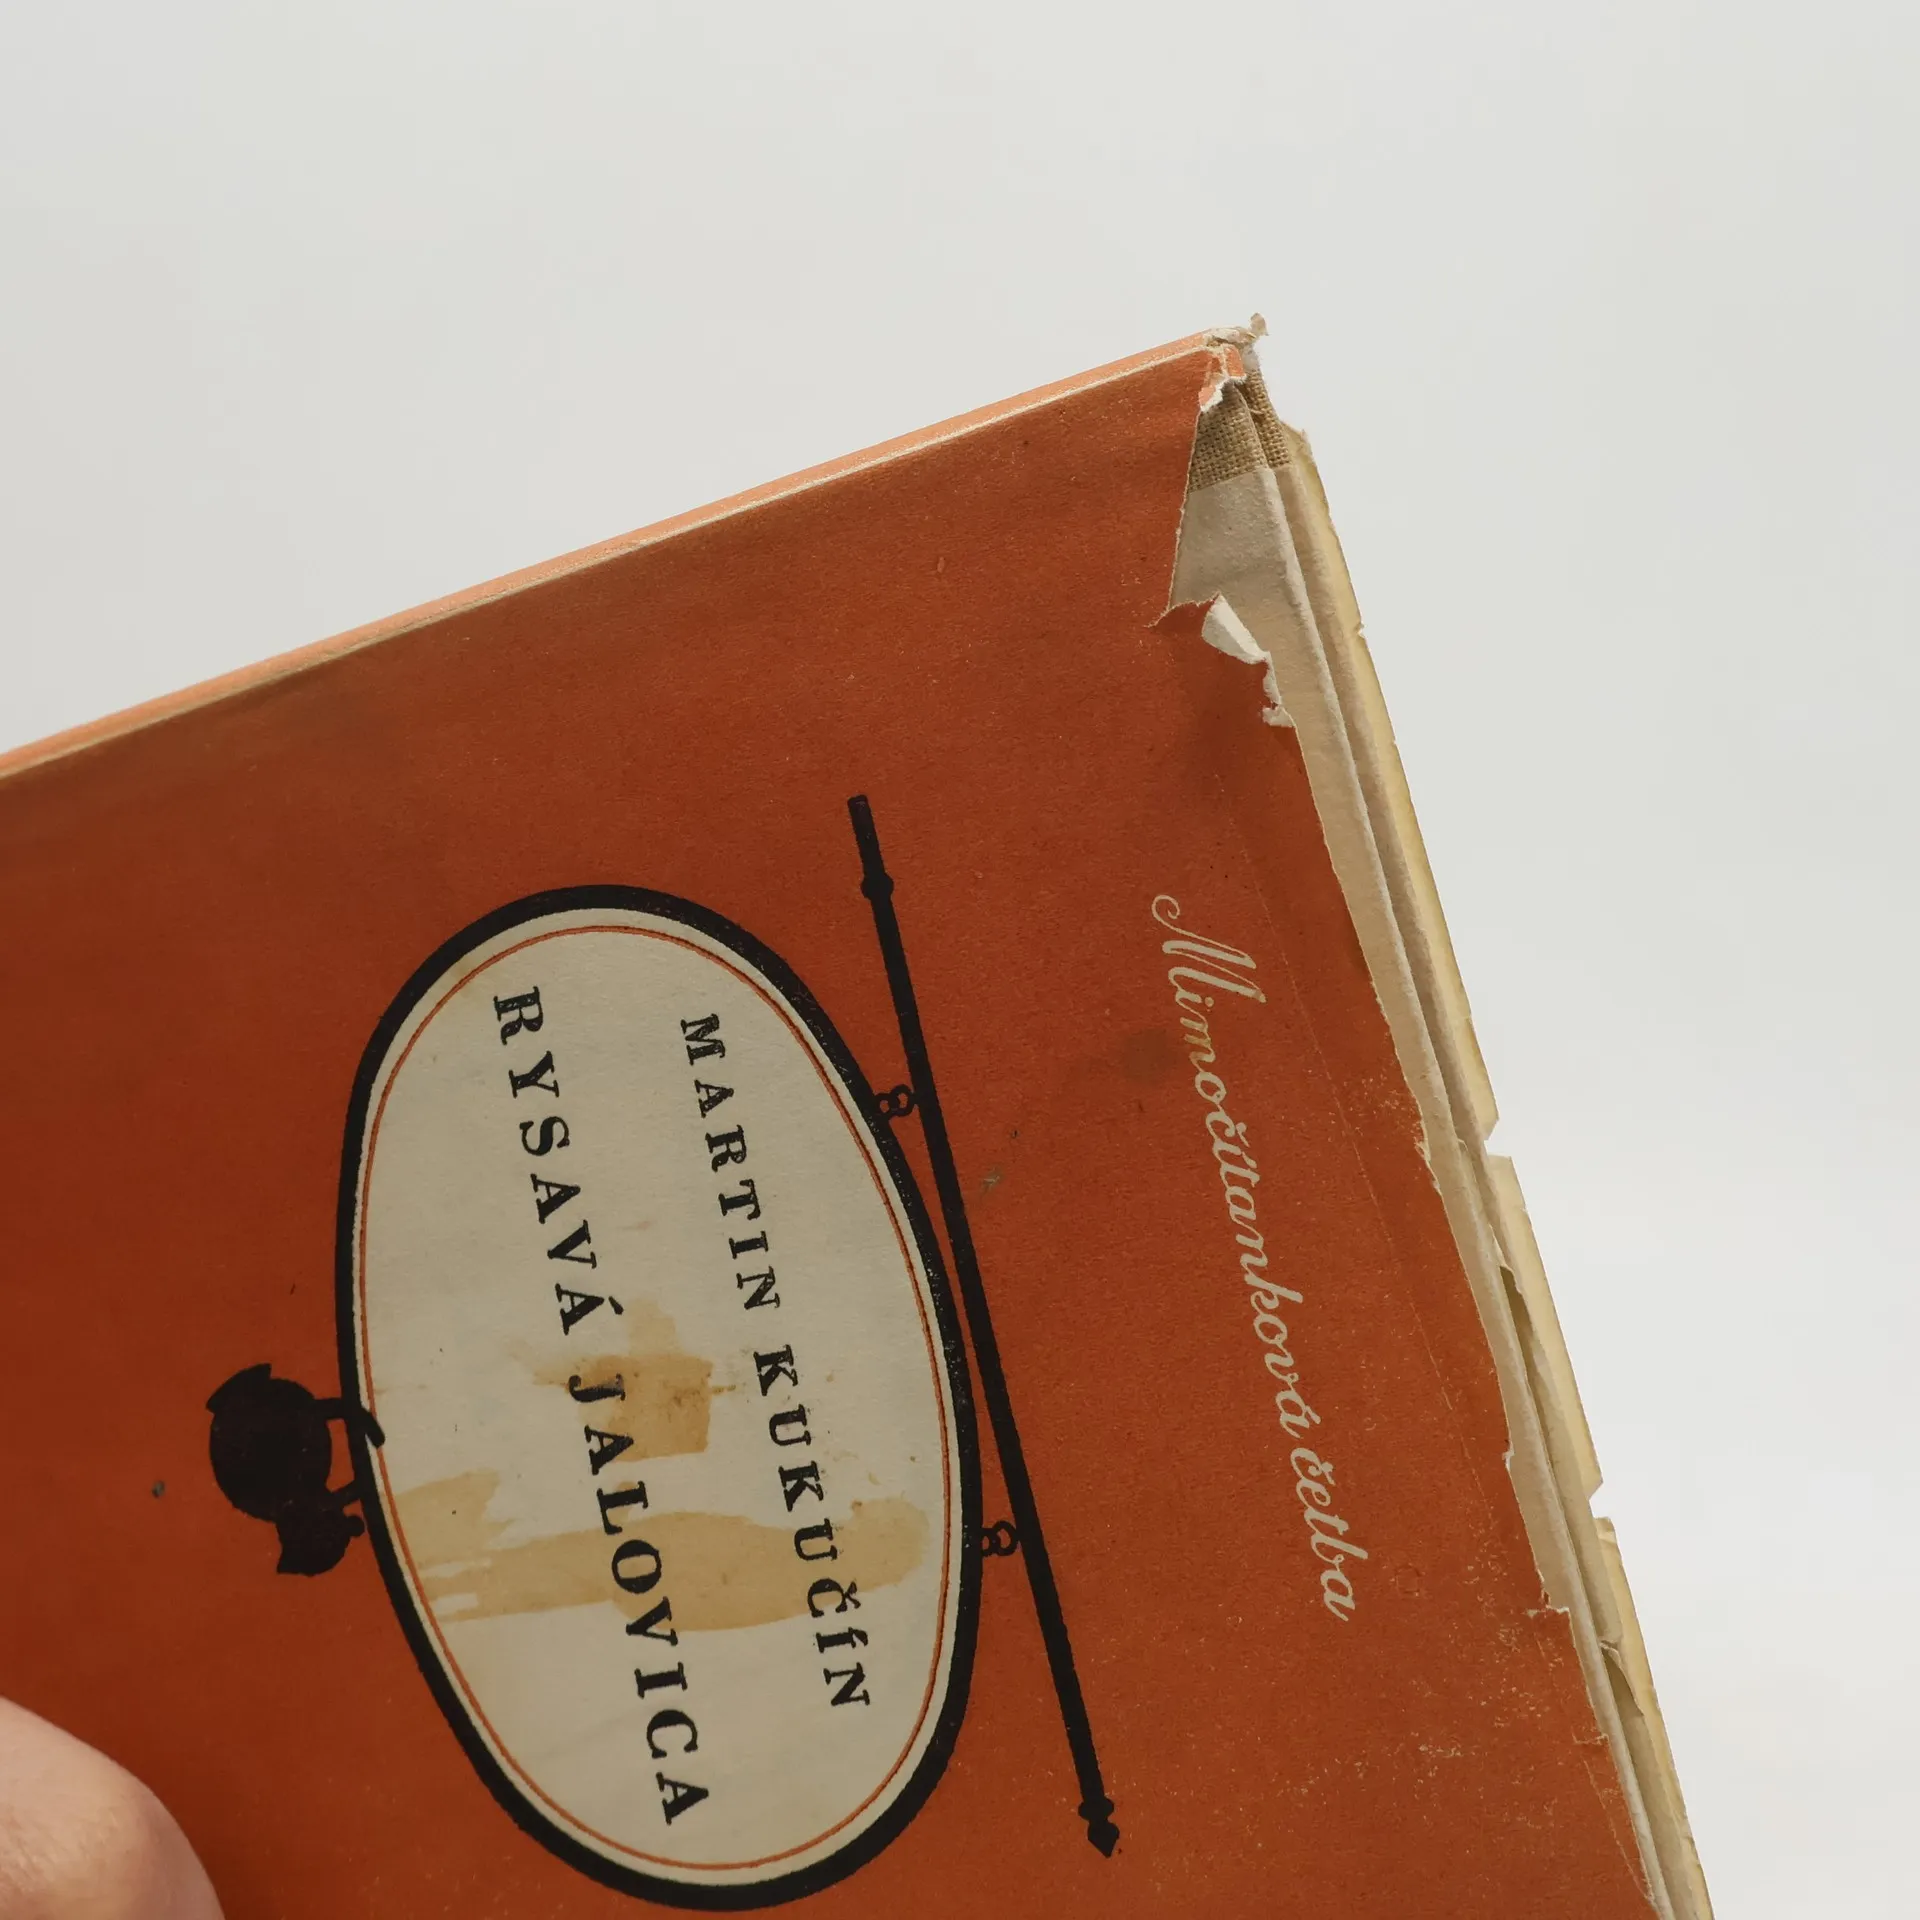 Mimočítanková četba
MARTIN KUKUČÍN
RYSAVÁ JALOVICA